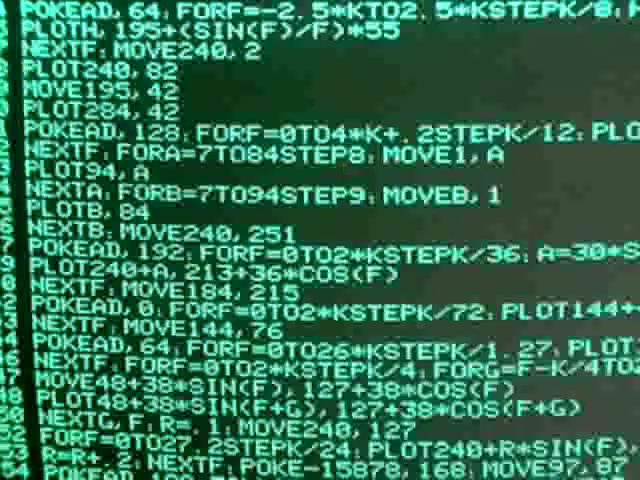 POKEAD, 64: FORF=-2.5*KTO2.5*KSTEPK/8:
PLOTH, 195+(SIN(F)/F)*55
NEXTF: MOVE240, 2
PLOT240, 82
MOVE195, 42
PLOT284, 42
POKEAD, 128: FORF=0TO4*K+.2STEPK/12: PLO
NEXTF: FORA=7TO84STEP8: MOVE1, A
PLOT94, A
NEXTA: FORB=7TO94STEP9: MOVEB, 1
PLOTB, 84
NEXTB: MOVE240, 251
POKEAD, 192: FORF=0TO2*KSTEPK/36: A=30*S
PLOT240+A, 213+36*COS(F)
NEXTF: MOVE184, 215
POKEAD, 0: FORF=0TO2*KSTEPK/72: PLOT144+
NEXTF: MOVE144, 76
POKEAD, 64: FORF=0TO26*KSTEPK/1.27: PLOT
NEXTF: FORF=0TO2*KSTEPK/4: FORG=F-K/4TO2
MOVE48+38*SIN(F), 127+38*COS(F)
PLOT48+38*SIN(F+G), 127+38*COS(F+G)
NEXTG, F: R=.1: MOVE240, 127
FORF=0TO27.2STEPK/24: PLOT240+R*SIN(F),
R=R+.2: NEXTF: POKE-15878, 168: MOVE97, 87
54 POKEAD,